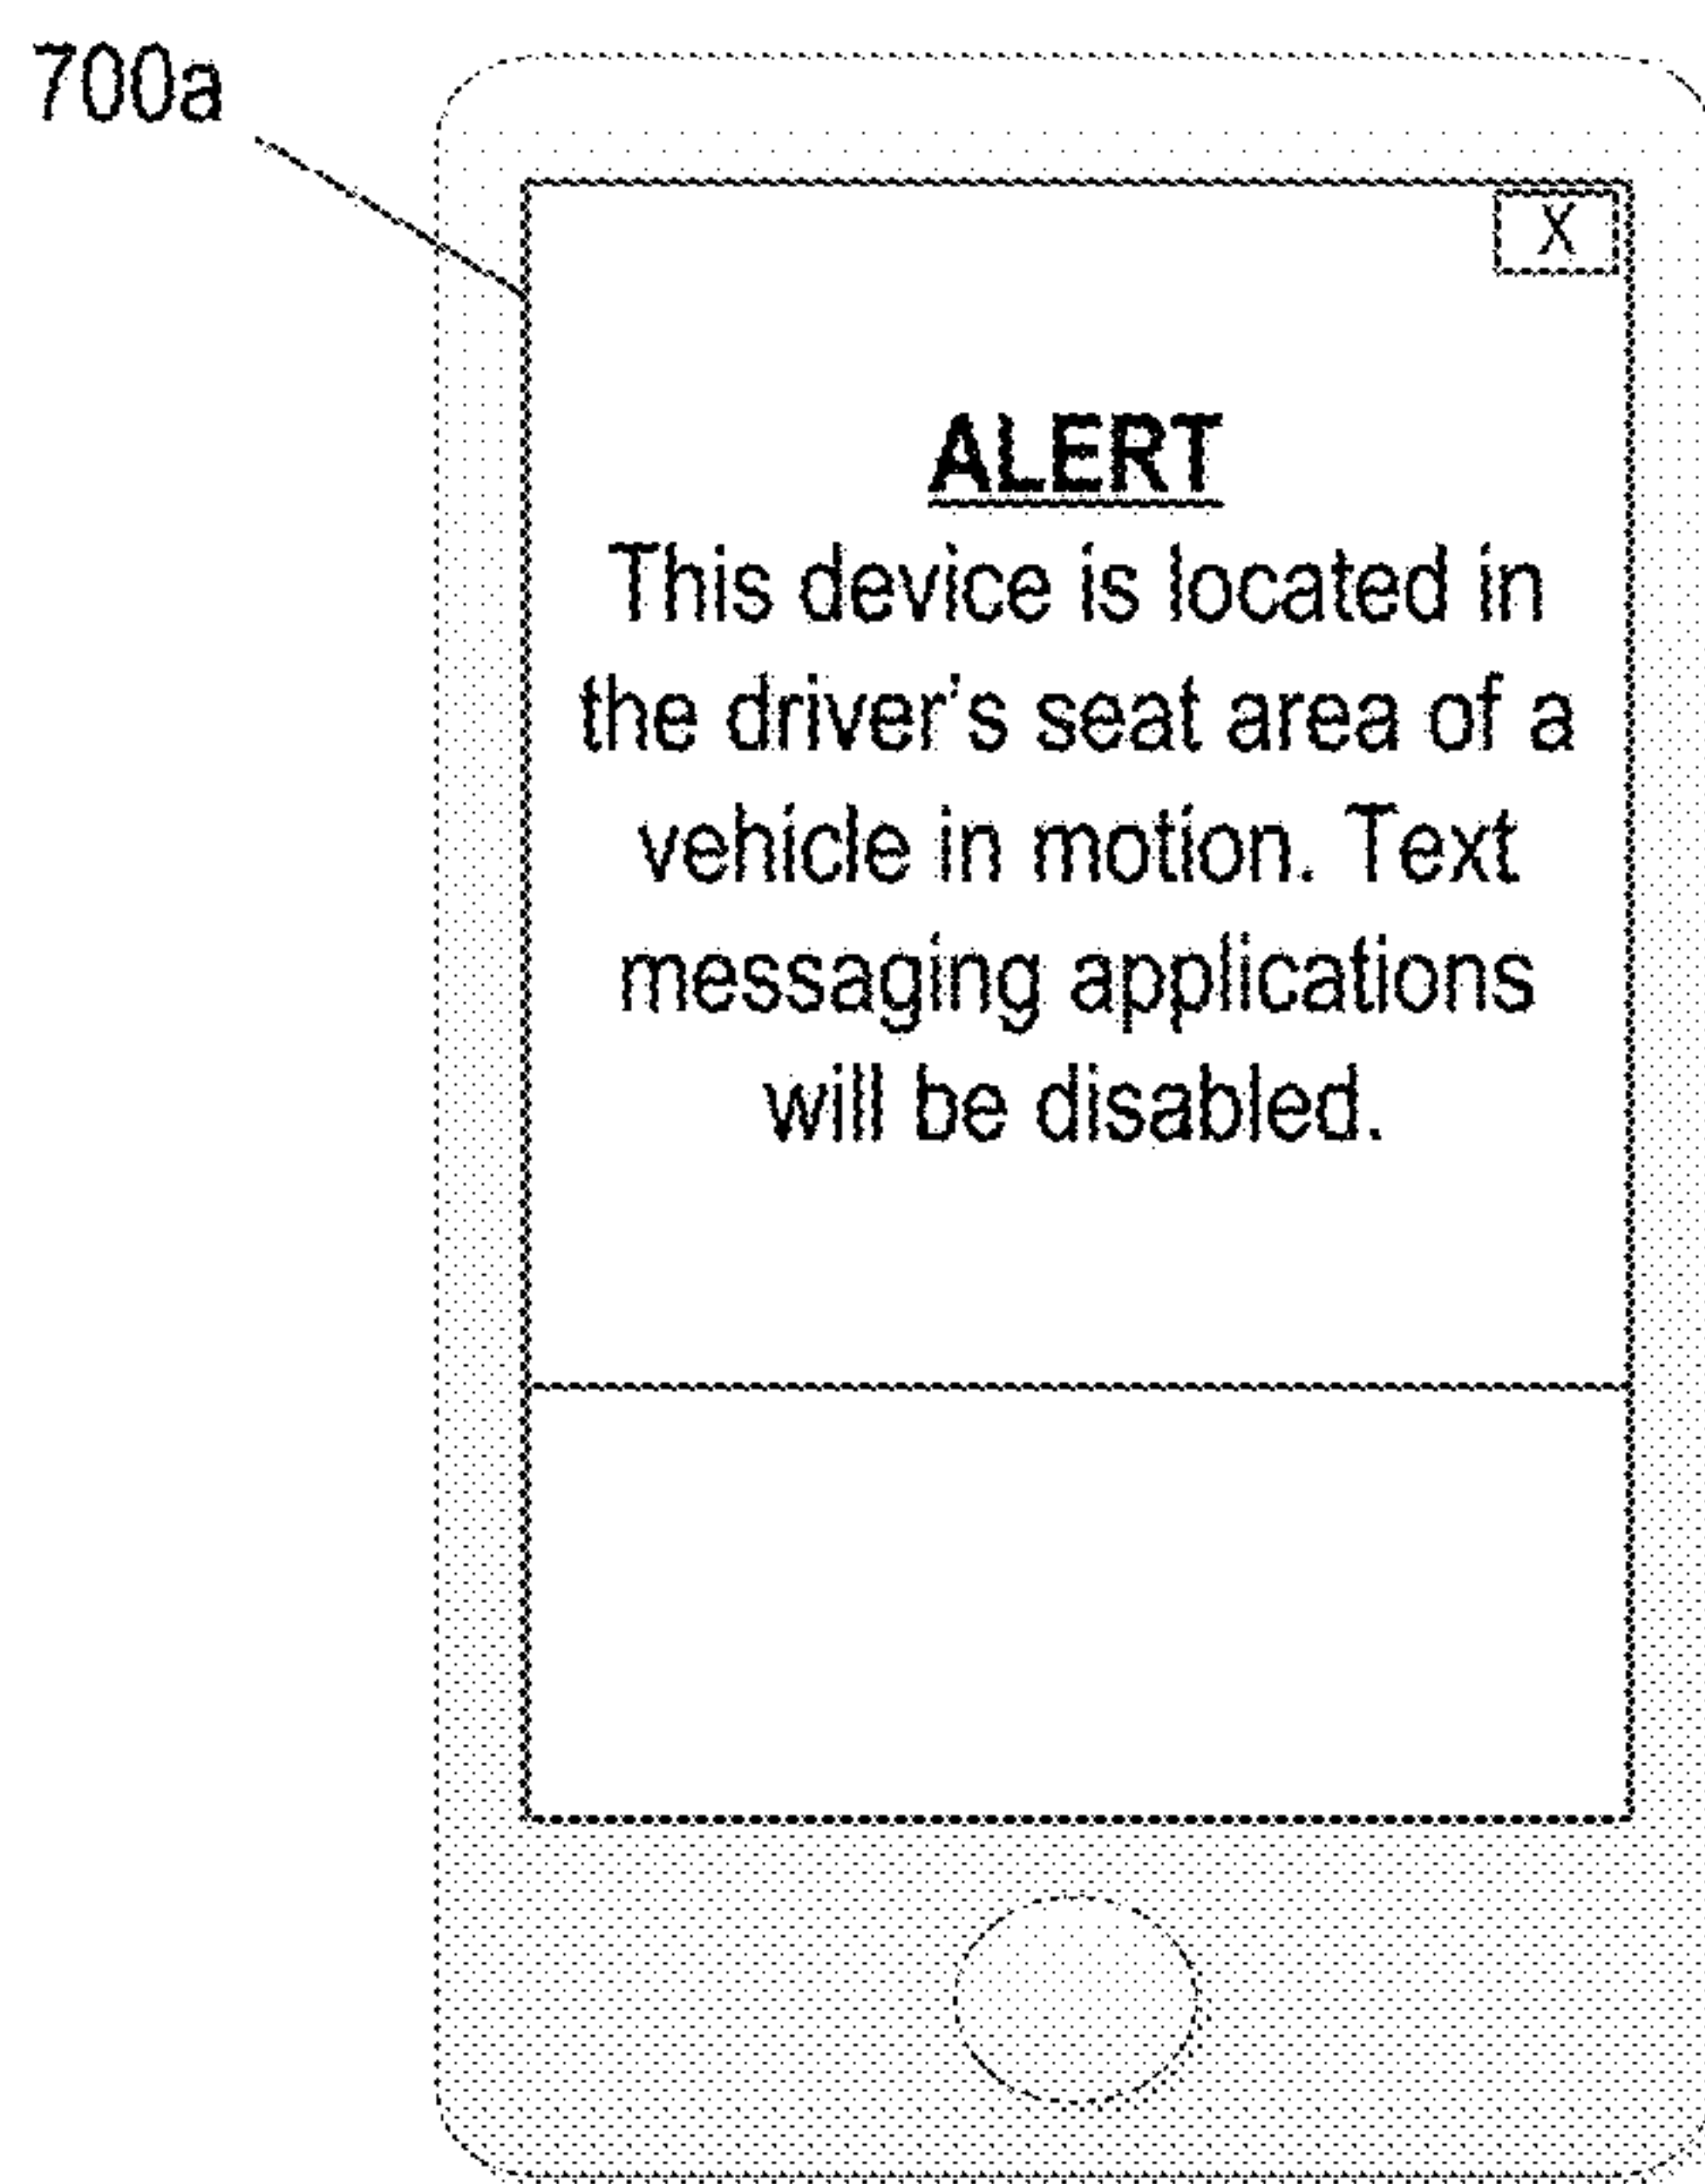 700a
X
ALERT
This device is located in
the driver's seat area of a
vehicle in motion. Text
messaging applications
will be disabled.